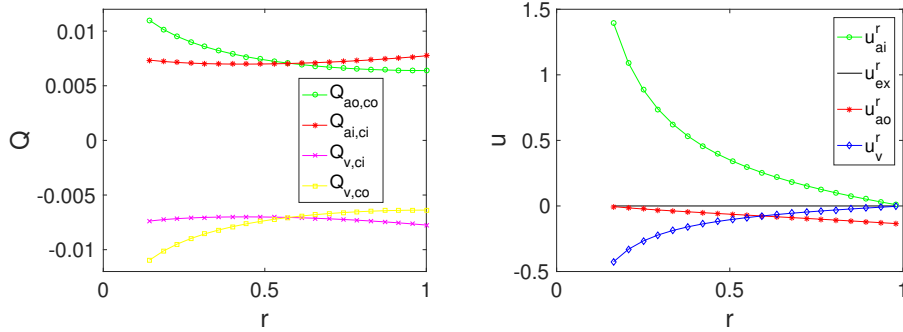 0.01
0.005
0
-0.005
-0.01
Q
0
0.5
1
r
Q_{ao,co}
Q_{ai,ci}
Q_{v,ci}
Q_{v,co}
1.5
1
0.5
0
-0.5
u
0
0.5
1
r
u^r_{ai}
u^r_{ex}
u^r_{ao}
u^r_v